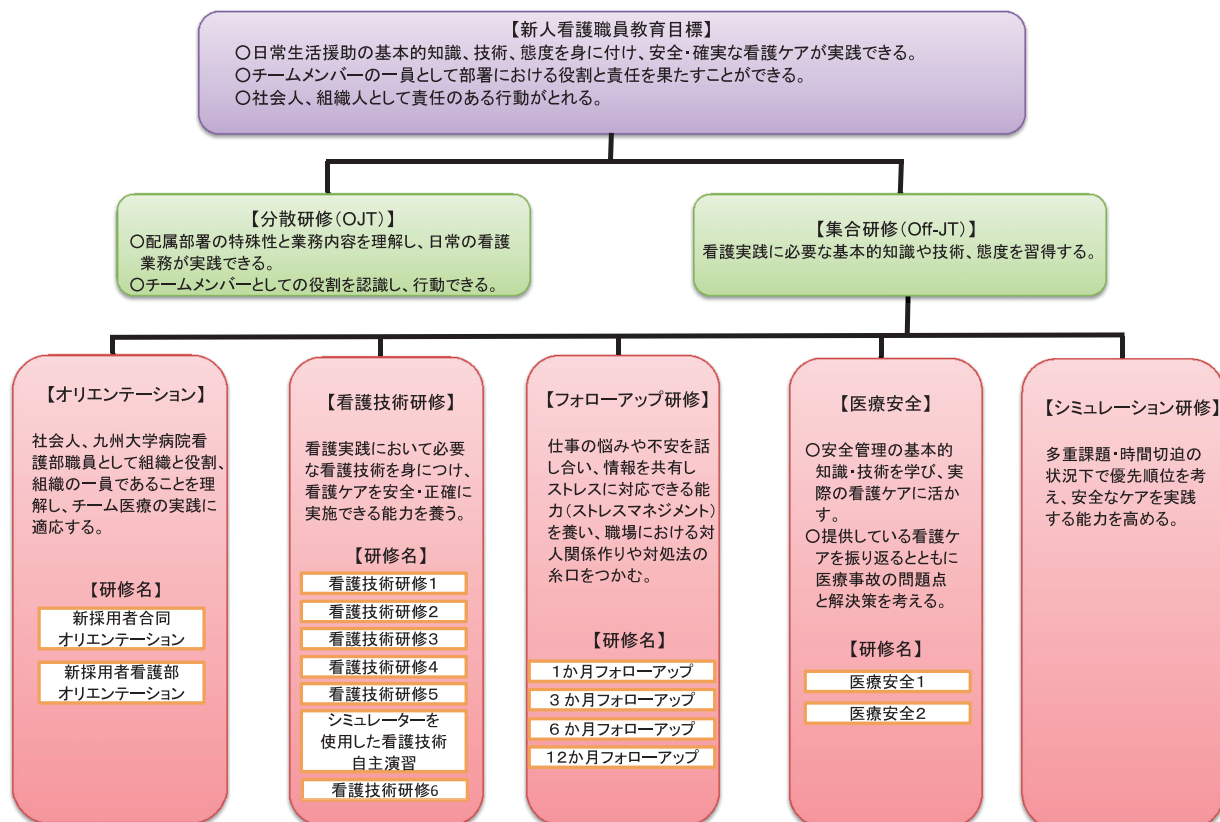 【新人看護職員教育目標】
○日常生活援助の基本的知識、技術、態度を身に付け、安全・確実な看護ケアが実践できる。
○チームメンバーの一員として部署における役割と責任を果たすことができる。
○社会人、組織人として責任のある行動がとれる。
【分散研修(OJT)】
○配属部署の特殊性と業務内容を理解し、日常の看護
業務が実践できる。
○チームメンバーとしての役割を認識し、行動できる。
【集合研修(Off-JT)】
看護実践に必要な基本的知識や技術、態度を習得する。
【オリエンテーション】
社会人、九州大学病院看
護部職員として組織と役割、
組織の一員であることを理
解し、チーム医療の実践に
適応する。
【研修名】
新採用者合同
オリエンテーション
新採用者看護部
オリエンテーション
【看護技術研修】
看護実践において必要
な看護技術を身につけ、
看護ケアを安全・正確に
実施できる能力を養う。
【研修名】
看護技術研修1
看護技術研修2
看護技術研修3
看護技術研修4
看護技術研修5
シミュレーターを
使用した看護技術
自主演習
看護技術研修6
【フォローアップ研修】
仕事の悩みや不安を話
し合い、情報を共有し
ストレスに対応できる能
力(ストレスマネジメント)
を養い、職場における対
人関係作りや対処法の
糸口をつかむ。
【研修名】
1か月フォローアップ
3か月フォローアップ
6か月フォローアップ
12か月フォローアップ
【医療安全】
○安全管理の基本的
知識・技術を学び、実
際の看護ケアに活か
す。
○提供している看護ケ
アを振り返るとともに
医療事故の問題点
と解決策を考える。
【研修名】
医療安全1
医療安全2
【シミュレーション研修】
多重課題・時間切迫の
状況下で優先順位を考
え、安全なケアを実践
する能力を高める。